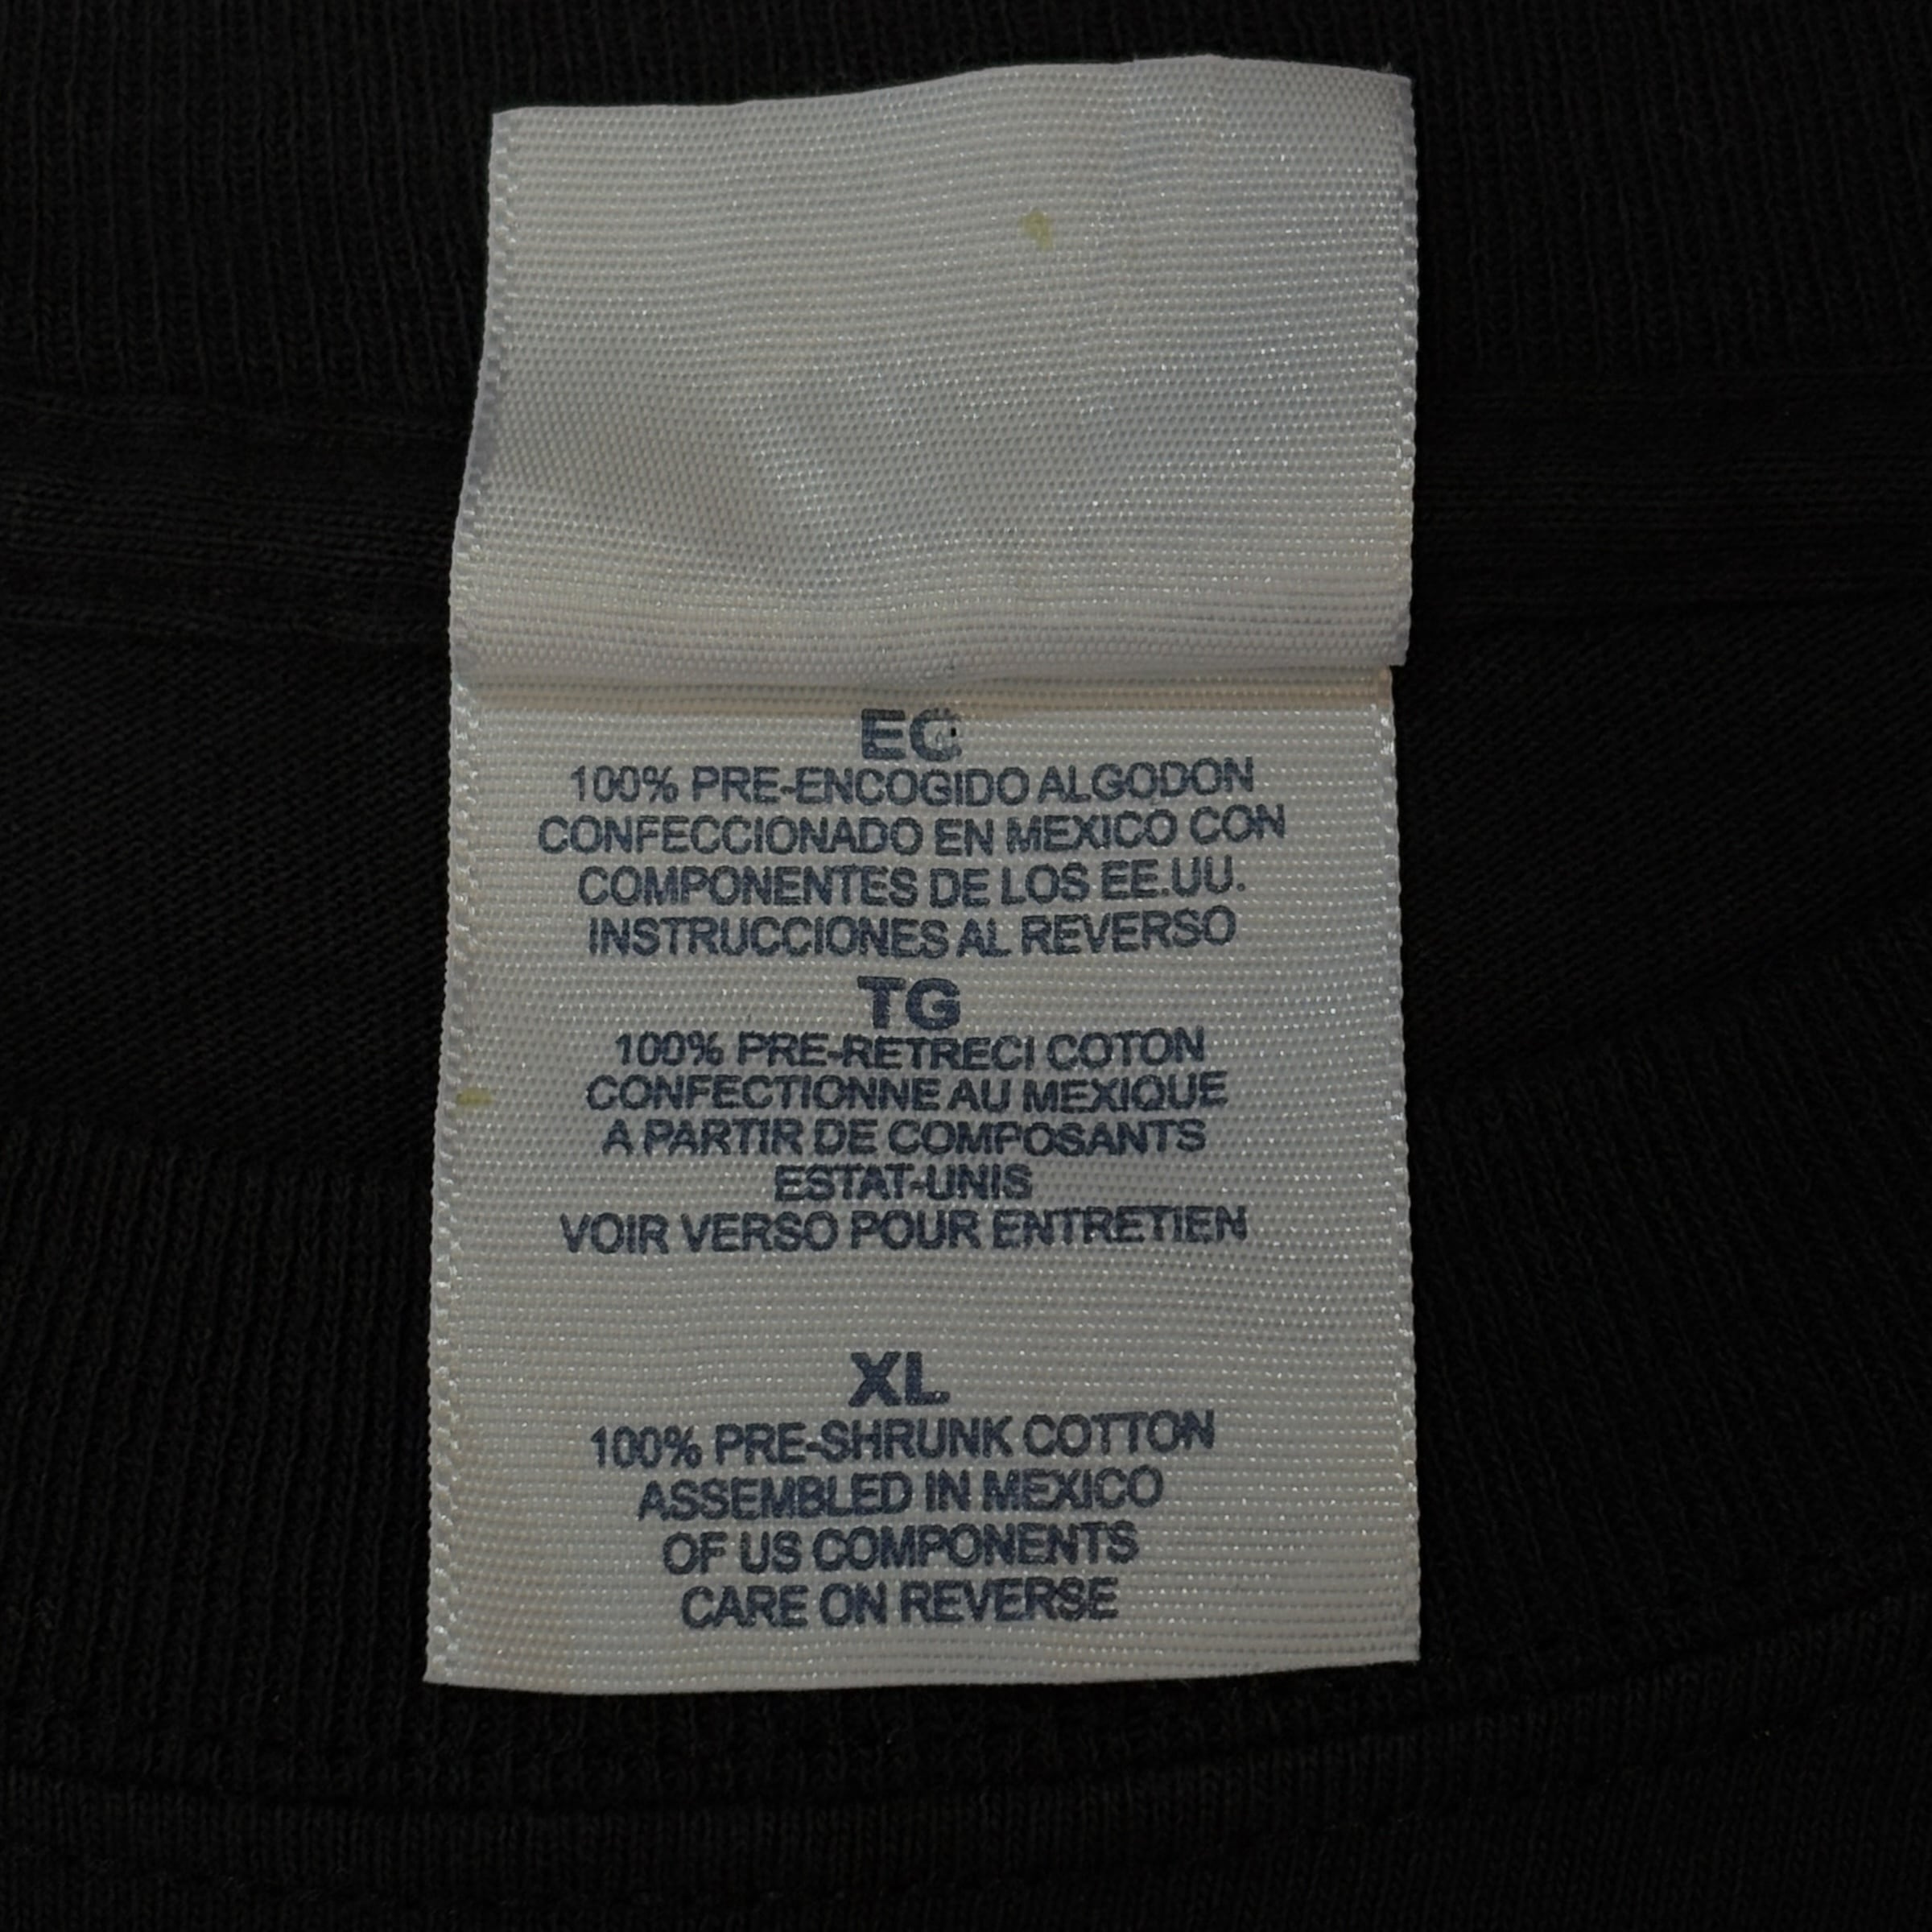 EG
100% PRE-ENCOGIDO ALGODON
CONFECCIONADO EN MEXICO CON
COMPONENTES DE LOS EE.UU.
INSTRUCCIONES AL REVERSO
TG
100% PRE-RETRECI COTON
CONFECTIONNE AU MEXIQUE
A PARTIR DE COMPOSANTS
ESTAT-UNIS
VOIR VERSO POUR ENTRETIEN
XL
100% PRE-SHRUNK COTTON
ASSEMBLED IN MEXICO
OF US COMPONENTS
CARE ON REVERSE